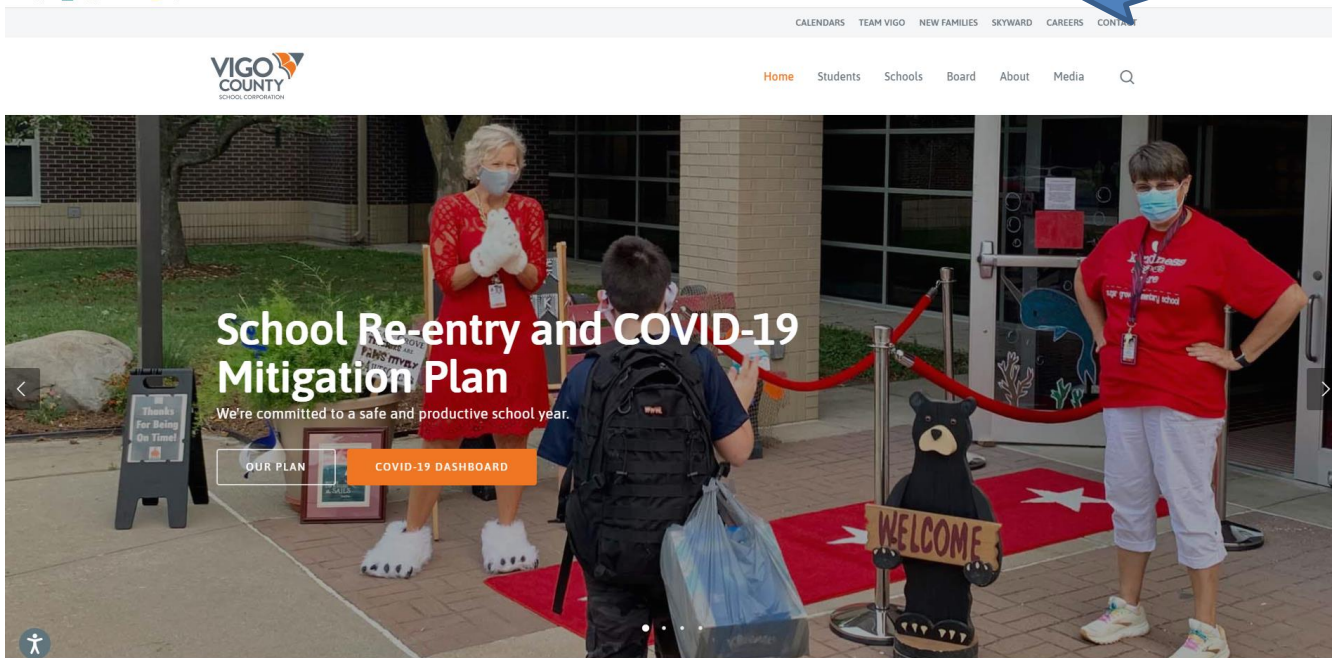 CALENDARS TEAM VIGO NEW FAMILIES SKYWARD CAREERS CONTACT
VIGO
COUNTY
SCHOOL CORPORATION
Home Students Schools Board About Media
School Re-entry and COVID-19
Mitigation Plan
We're committed to a safe and productive school year.
OUR PLAN
COVID-19 DASHBOARD
Thanks
For Being
On Time!
WELCOME
Kindness